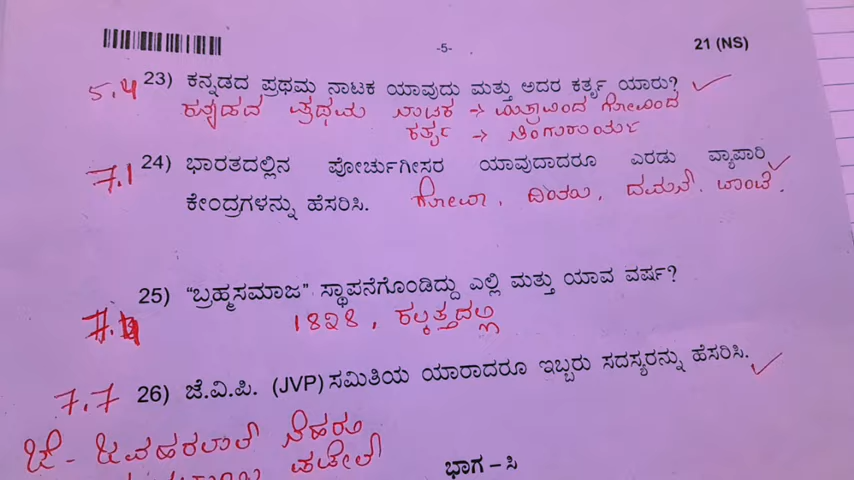 -5-
21 (NS)
5.4 23) ಕನ್ನಡದ ಪ್ರಥಮ ನಾಟಕ ಯಾವುದು ಮತ್ತು ಅದರ ಕರ್ತೃ ಯಾರು?
ಕನ್ನಡದ ಪ್ರಥಮ ನಾಟಕ → ಮಿತ್ರಾವಿಂದ ಗೋವಿಂದ
ಕರ್ತೃ → ಸಿಂಗಾರಾರ್ಯ
7.1 24) ಭಾರತದಲ್ಲಿನ ಪೋರ್ಚುಗೀಸರ ಯಾವುದಾದರೂ ಎರಡು ವ್ಯಾಪಾರಿ
ಕೇಂದ್ರಗಳನ್ನು ಹೆಸರಿಸಿ. ಗೋವಾ, ದಿಯು, ದಮನ್.
25) “ಬ್ರಹ್ಮಸಮಾಜ” ಸ್ಥಾಪನೆಗೊಂಡಿದ್ದು ಎಲ್ಲಿ ಮತ್ತು ಯಾವ ವರ್ಷ?
1828, ಕಲ್ಕತ್ತದಲ್ಲಿ
7.7 26) ಜೆ.ವಿ.ಪಿ. (JVP) ಸಮಿತಿಯ ಯಾರಾದರೂ ಇಬ್ಬರು ಸದಸ್ಯರನ್ನು ಹೆಸರಿಸಿ.
ಜೆ - ಜವಹರಲಾಲ್ ನೆಹರೂ
ಪಟೇಲ್
ಭಾಗ – ಸಿ